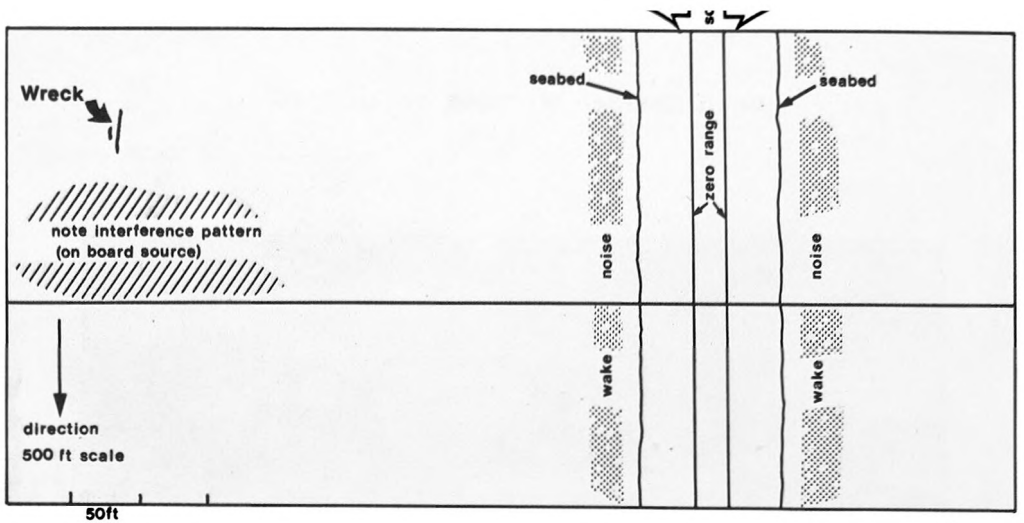 seabed
seabed
Wreck
zero range
note interference pattern
(on board source)
noise
noise
wake
wake
direction
500 ft scale
50ft